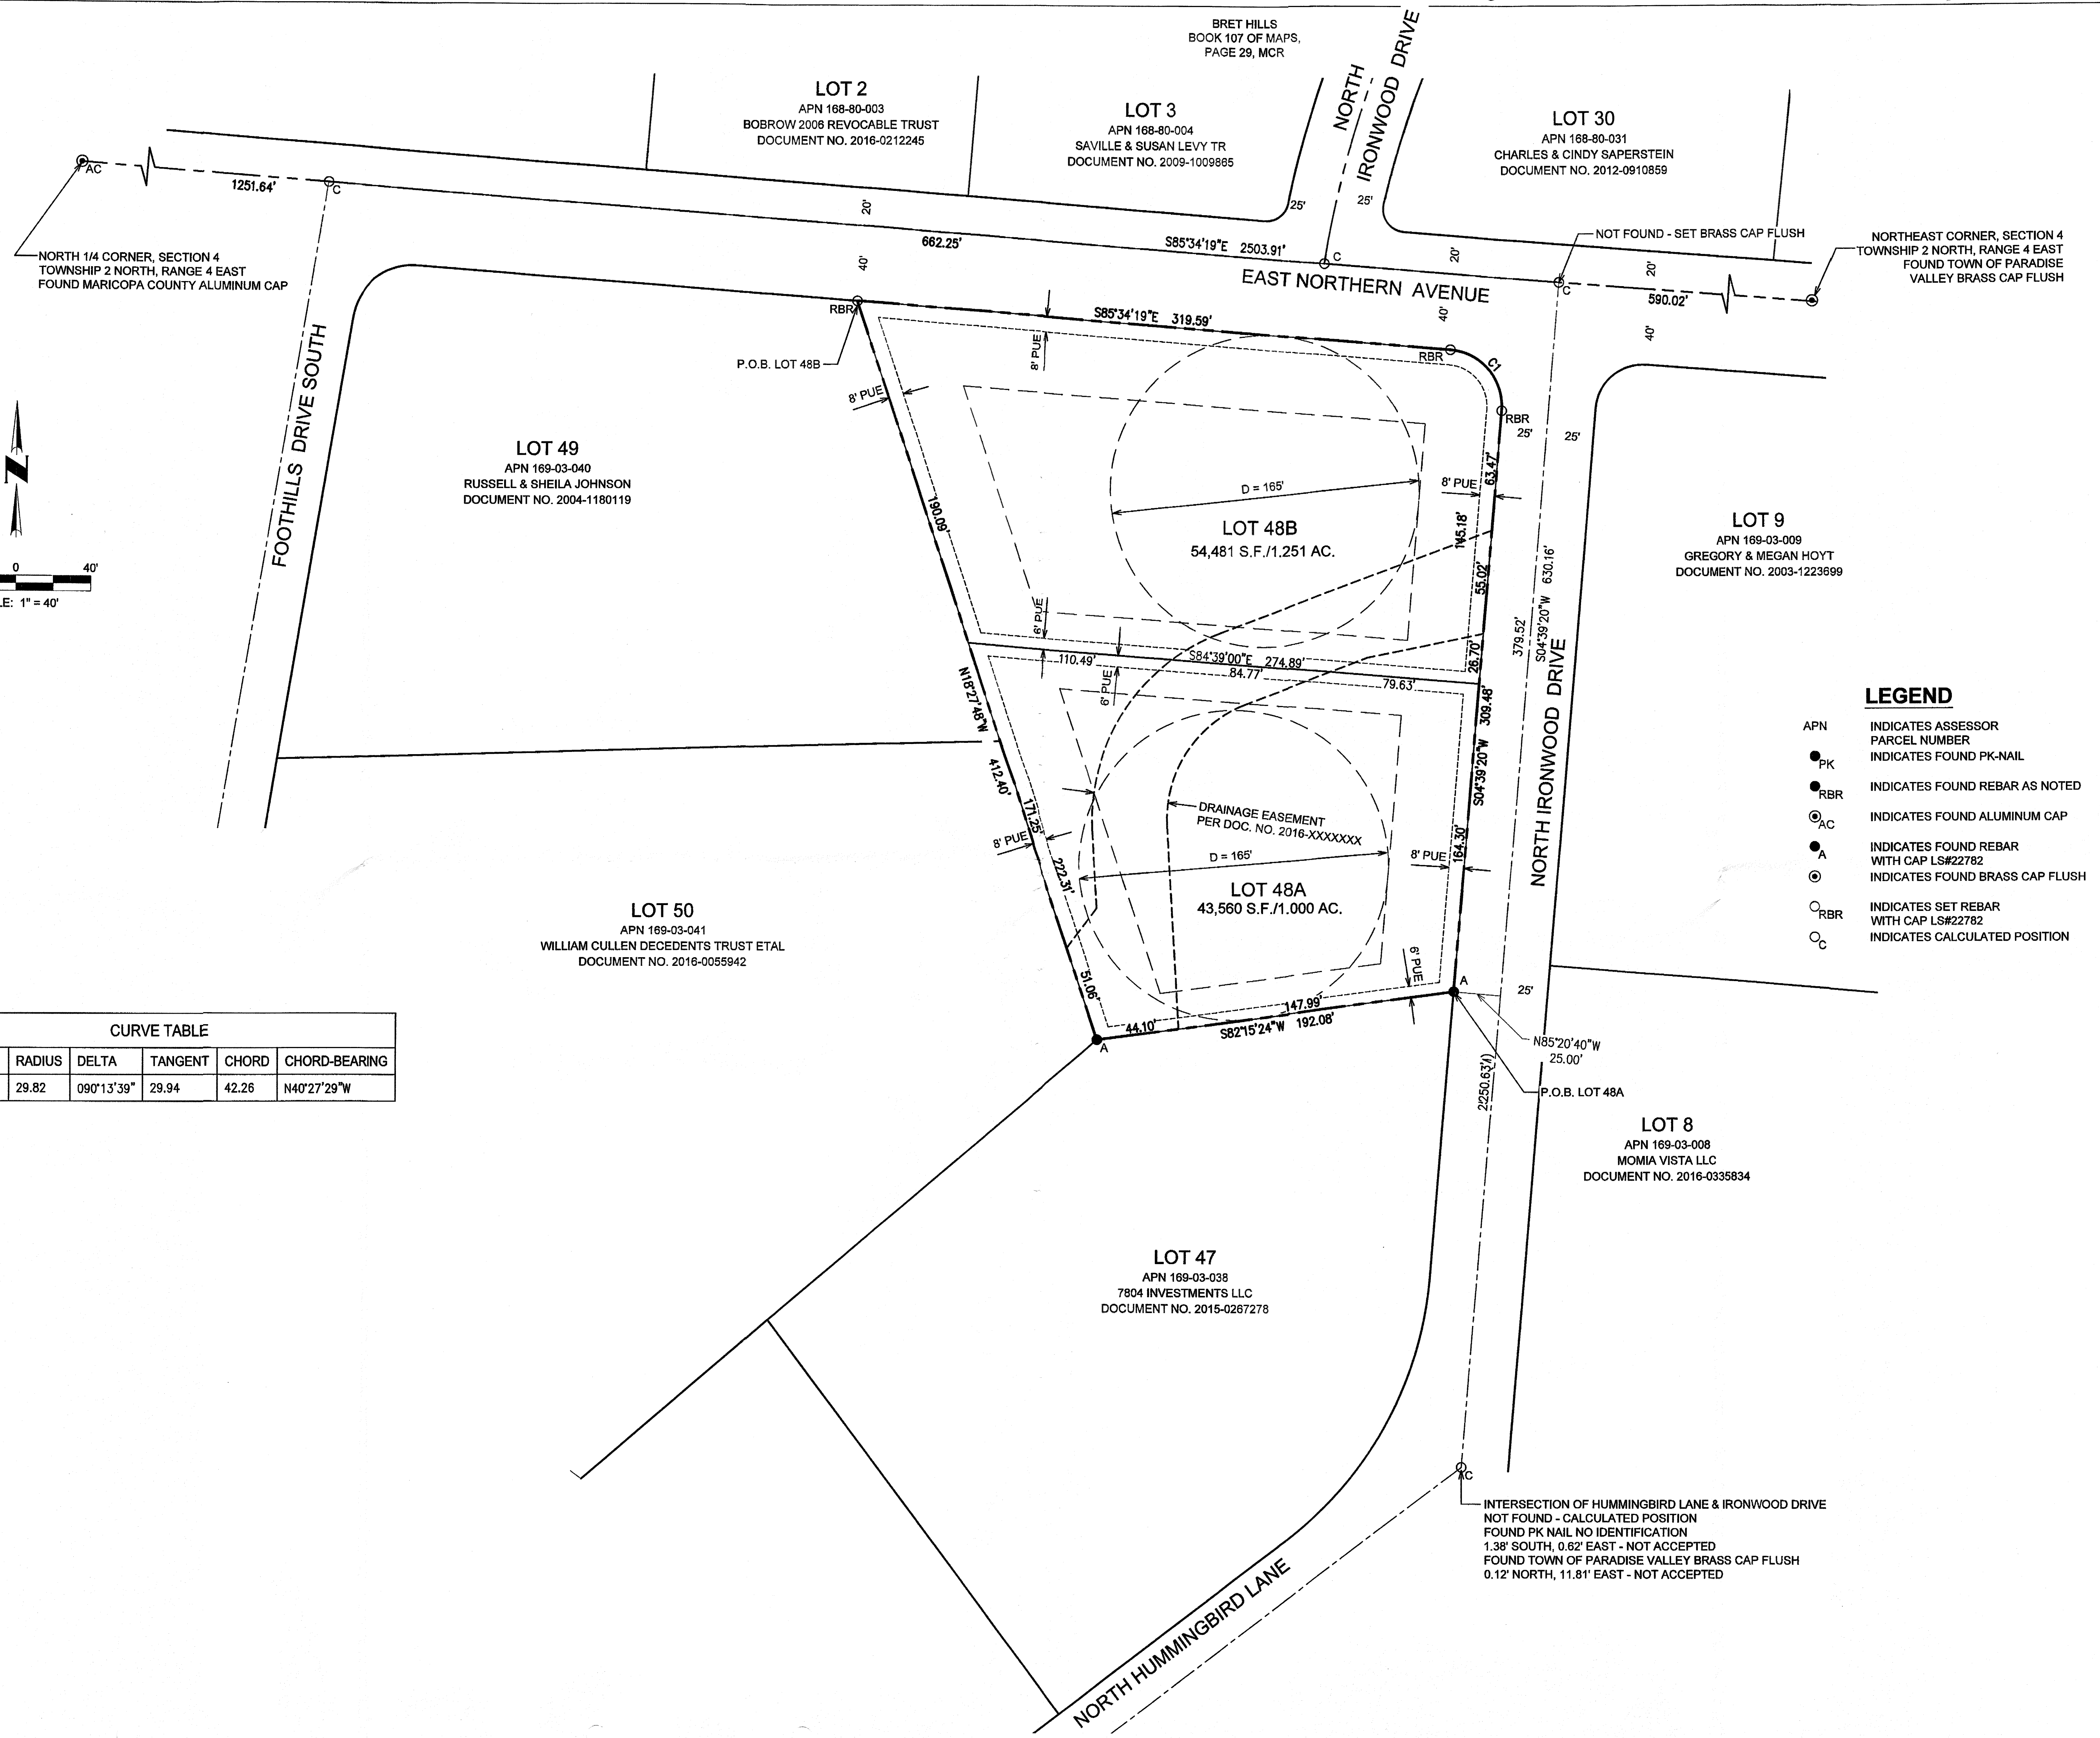 BRET HILLS
BOOK 107 OF MAPS,
PAGE 29, MCR
NORTH
IRONWOOD DRIVE
LOT 2
APN 168-80-003
BOBROW 2006 REVOCABLE TRUST
DOCUMENT NO. 2016-0212245
LOT 3
APN 168-80-004
SAVILLE & SUSAN LEVY TR
DOCUMENT NO. 2009-1009865
LOT 30
APN 168-80-031
CHARLES & CINDY SAPERSTEIN
DOCUMENT NO. 2012-0910859
AC
1251.64'
C
20'
25'
25'
662.25'
S85°34'19"E 2503.91'
C
20'
20'
NOT FOUND - SET BRASS CAP FLUSH
C
590.02'
NORTH 1/4 CORNER, SECTION 4
TOWNSHIP 2 NORTH, RANGE 4 EAST
FOUND MARICOPA COUNTY ALUMINUM CAP
NORTHEAST CORNER, SECTION 4
TOWNSHIP 2 NORTH, RANGE 4 EAST
FOUND TOWN OF PARADISE
VALLEY BRASS CAP FLUSH
EAST NORTHERN AVENUE
40'
40'
40'
RBR
S85°34'19"E 319.59'
P.O.B. LOT 48B
8' PUE
8' PUE
RBR
C1
RBR
25'
25'
FOOTHILLS DRIVE SOUTH
LOT 49
APN 169-03-040
RUSSELL & SHEILA JOHNSON
DOCUMENT NO. 2004-1180119
N
0
40'
LE: 1" = 40'
190.09'
D = 165'
LOT 48B
54,481 S.F./1.251 AC.
8' PUE
63.47'
145.18'
55.02'
26.70'
LOT 9
APN 169-03-009
GREGORY & MEGAN HOYT
DOCUMENT NO. 2003-1223699
379.52'
S04°39'20"W 630.16'
NORTH IRONWOOD DRIVE
6' PUE
110.49'
S84°39'00"E 274.89'
84.77'
79.63'
6' PUE
N18°27'48"W
412.40'
171.25'
8' PUE
222.31'
51.06'
DRAINAGE EASEMENT
PER DOC. NO. 2016-XXXXXXX
D = 165'
LOT 48A
43,560 S.F./1.000 AC.
S04°39'20"W 309.48'
164.30'
8' PUE
6' PUE
A
25'
147.99'
44.10'
S82°15'24"W 192.08'
A
N85°20'40"W
25.00'
P.O.B. LOT 48A
LEGEND
APN INDICATES ASSESSOR
PARCEL NUMBER
PK INDICATES FOUND PK-NAIL
RBR INDICATES FOUND REBAR AS NOTED
AC INDICATES FOUND ALUMINUM CAP
A INDICATES FOUND REBAR
WITH CAP LS#22782
INDICATES FOUND BRASS CAP FLUSH
RBR INDICATES SET REBAR
WITH CAP LS#22782
C INDICATES CALCULATED POSITION
LOT 50
APN 169-03-041
WILLIAM CULLEN DECEDENTS TRUST ETAL
DOCUMENT NO. 2016-0055942
CURVE TABLE
RADIUS DELTA TANGENT CHORD CHORD-BEARING
29.82 090°13'39" 29.94 42.26 N40°27'29"W
LOT 8
APN 169-03-008
MOMIA VISTA LLC
DOCUMENT NO. 2016-0335834
LOT 47
APN 169-03-038
7804 INVESTMENTS LLC
DOCUMENT NO. 2015-0267278
C
INTERSECTION OF HUMMINGBIRD LANE & IRONWOOD DRIVE
NOT FOUND - CALCULATED POSITION
FOUND PK NAIL NO IDENTIFICATION
1.38' SOUTH, 0.62' EAST - NOT ACCEPTED
FOUND TOWN OF PARADISE VALLEY BRASS CAP FLUSH
0.12' NORTH, 11.81' EAST - NOT ACCEPTED
NORTH HUMMINGBIRD LANE